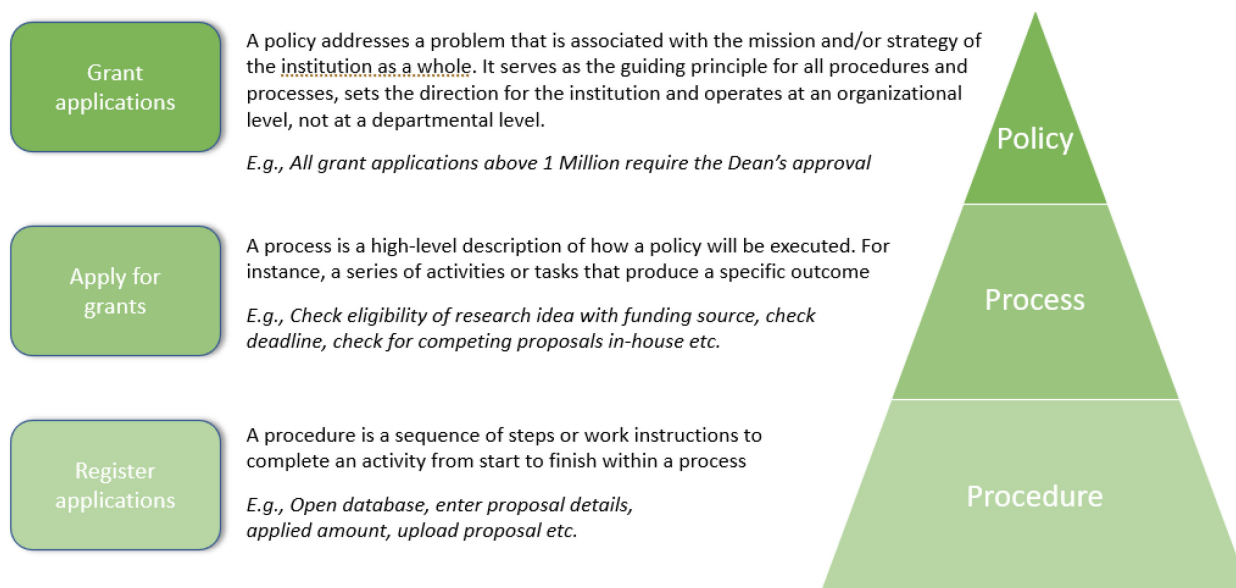 Grant
applications
A policy addresses a problem that is associated with the mission and/or strategy of
the institution as a whole. It serves as the guiding principle for all procedures and
processes, sets the direction for the institution and operates at an organizational
level, not at a departmental level.
E.g., All grant applications above 1 Million require the Dean’s approval
Policy
Apply for
grants
A process is a high-level description of how a policy will be executed. For
instance, a series of activities or tasks that produce a specific outcome
E.g., Check eligibility of research idea with funding source, check
deadline, check for competing proposals in-house etc.
Process
Register
applications
A procedure is a sequence of steps or work instructions to
complete an activity from start to finish within a process
E.g., Open database, enter proposal details,
applied amount, upload proposal etc.
Procedure